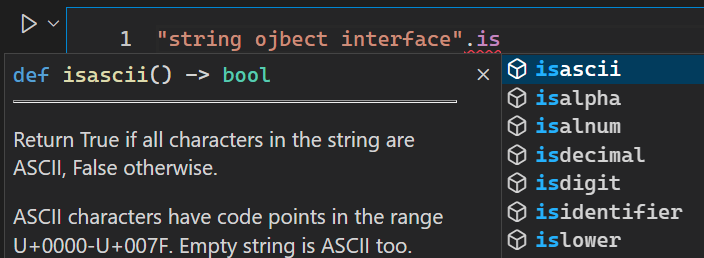 1 "string ojbect interface".is
def isascii() -> bool ×
Return True if all characters in the string are
ASCII, False otherwise.
ASCII characters have code points in the range
U+0000-U+007F. Empty string is ASCII too.
isascii
isalpha
isalnum
isdecimal
isdigit
isidentifier
islower